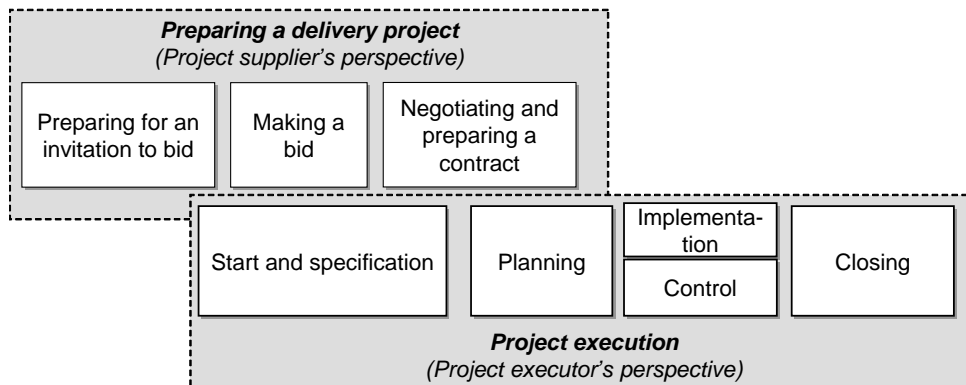 Preparing a delivery project
(Project supplier's perspective)
Preparing for an
invitation to bid
Making a
bid
Negotiating and
preparing a
contract
Start and specification
Planning
Implementa-
tion
Control
Closing
Project execution
(Project executor's perspective)